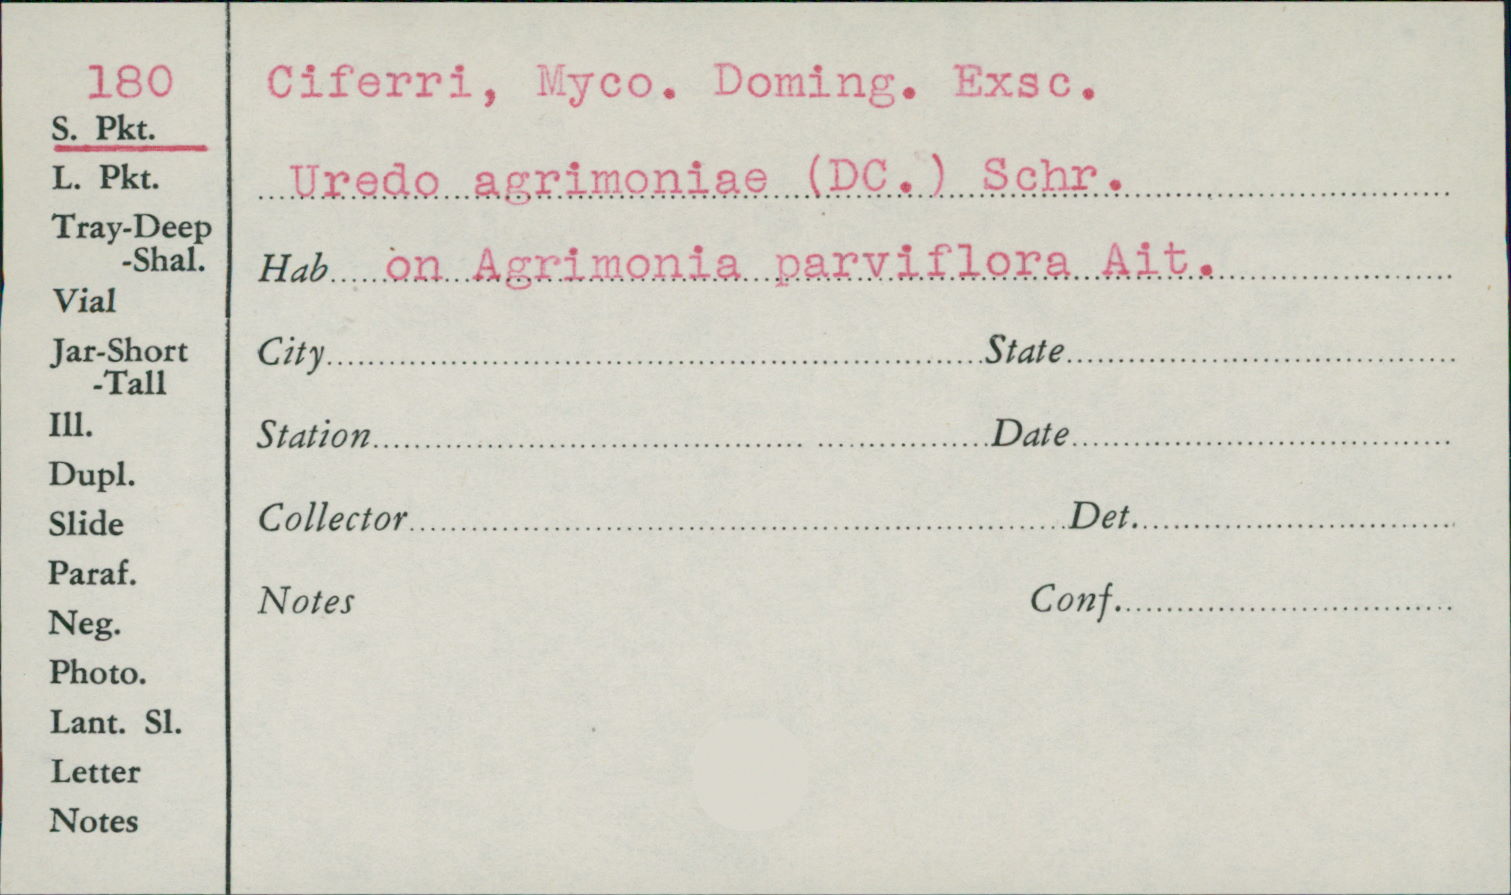 180
S. Pkt.
L. Pkt.
Tray-Deep
-Shal.
Vial
Jar-Short
-Tall
Ill.
Dupl.
Slide
Paraf.
Neg.
Photo.
Lant. Sl.
Letter
Notes
Ciferri, Myco. Doming. Exsc.
Uredo agrimoniae (DC.) Schr.
Hab. on Agrimonia parviflora Ait.
City State
Station Date
Collector Det.
Notes Conf.